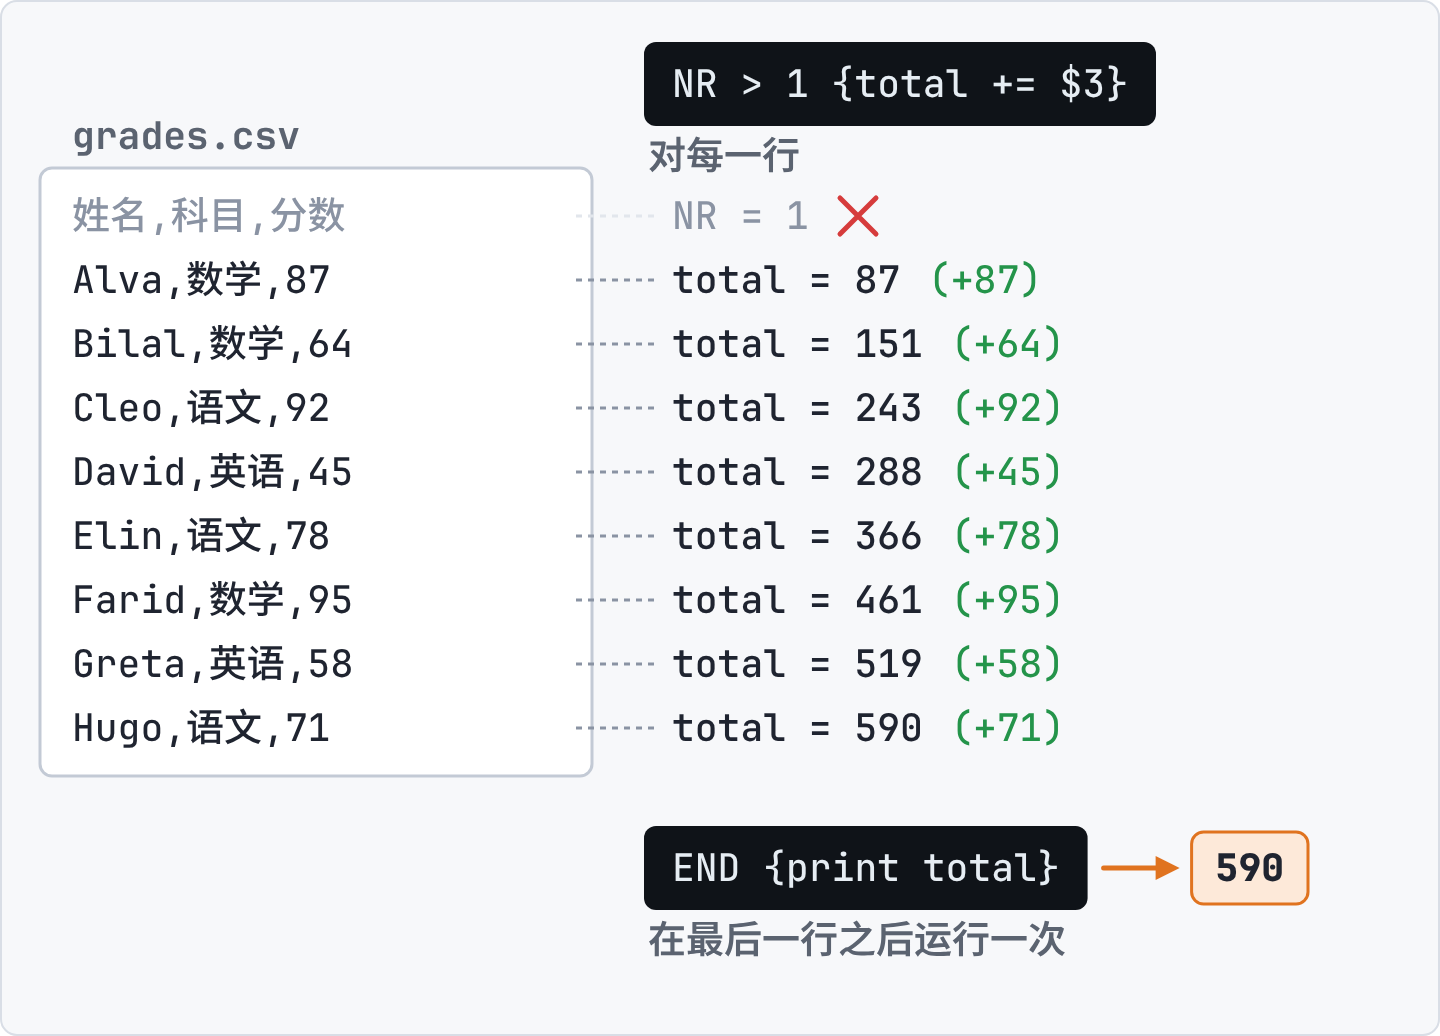 grades.csv
姓名,科目,分数
Alva,数学,87
Bilal,数学,64
Cleo,语文,92
David,英语,45
Elin,语文,78
Farid,数学,95
Greta,英语,58
Hugo,语文,71
NR > 1 {total += $3}
对每一行
NR = 1
total = 87 (+87)
total = 151 (+64)
total = 243 (+92)
total = 288 (+45)
total = 366 (+78)
total = 461 (+95)
total = 519 (+58)
total = 590 (+71)
END {print total}
590
在最后一行之后运行一次